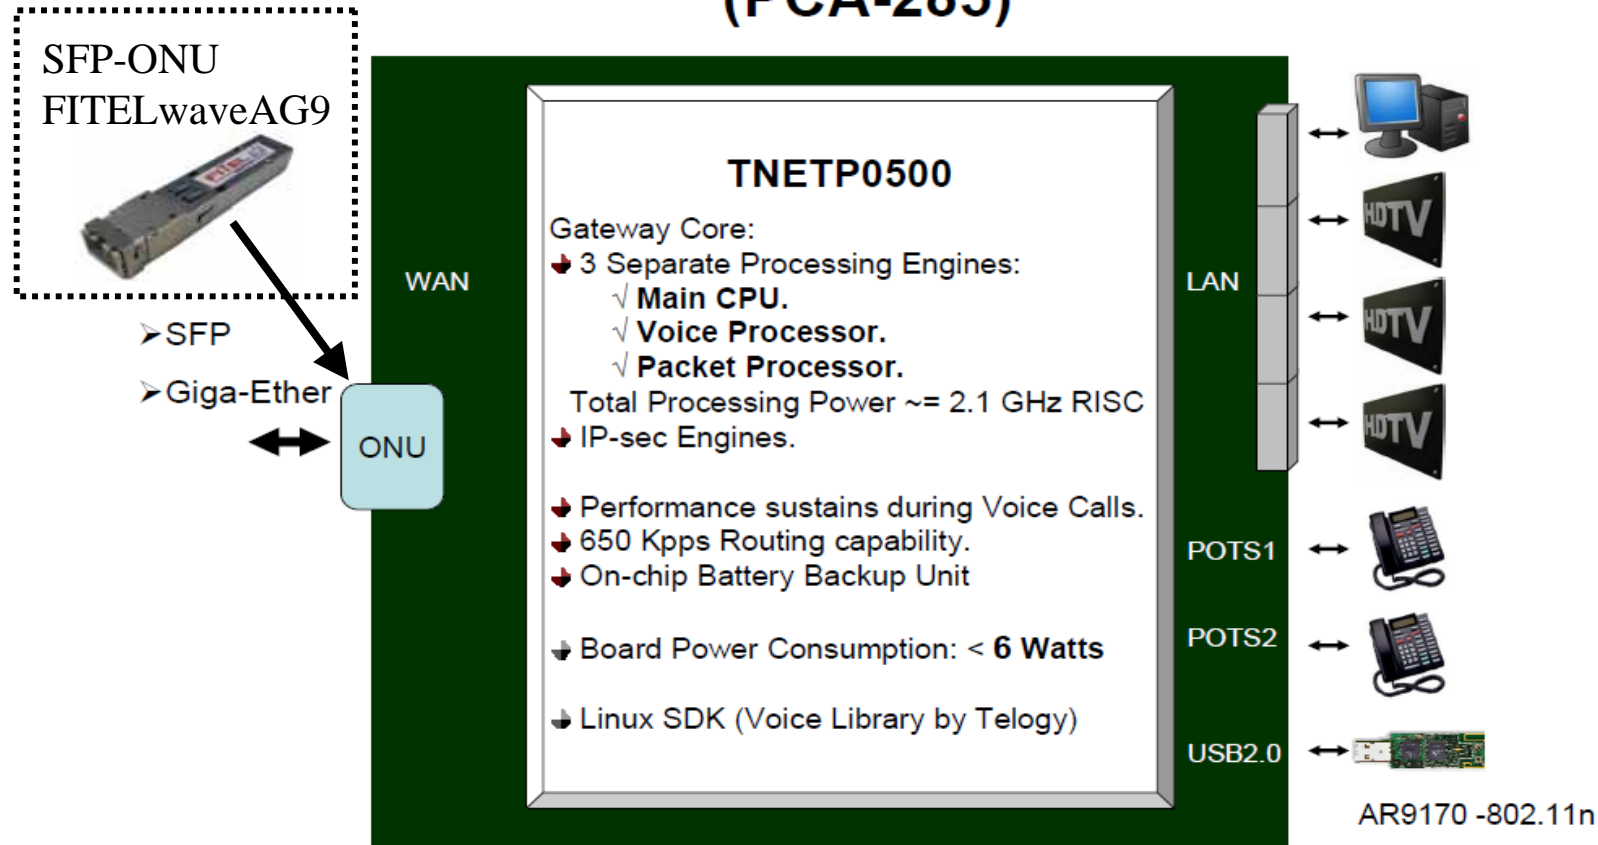 (PCA-285)
SFP-ONU
FITELwaveAG9
➢SFP
➢Giga-Ether
ONU
WAN
TNETP0500
Gateway Core:
3 Separate Processing Engines:
√ Main CPU.
√ Voice Processor.
√ Packet Processor.
Total Processing Power ~= 2.1 GHz RISC
IP-sec Engines.
Performance sustains during Voice Calls.
650 Kpps Routing capability.
On-chip Battery Backup Unit
Board Power Consumption: < 6 Watts
Linux SDK (Voice Library by Telogy)
LAN
HDTV
HDTV
HDTV
POTS1
POTS2
USB2.0
AR9170 -802.11n